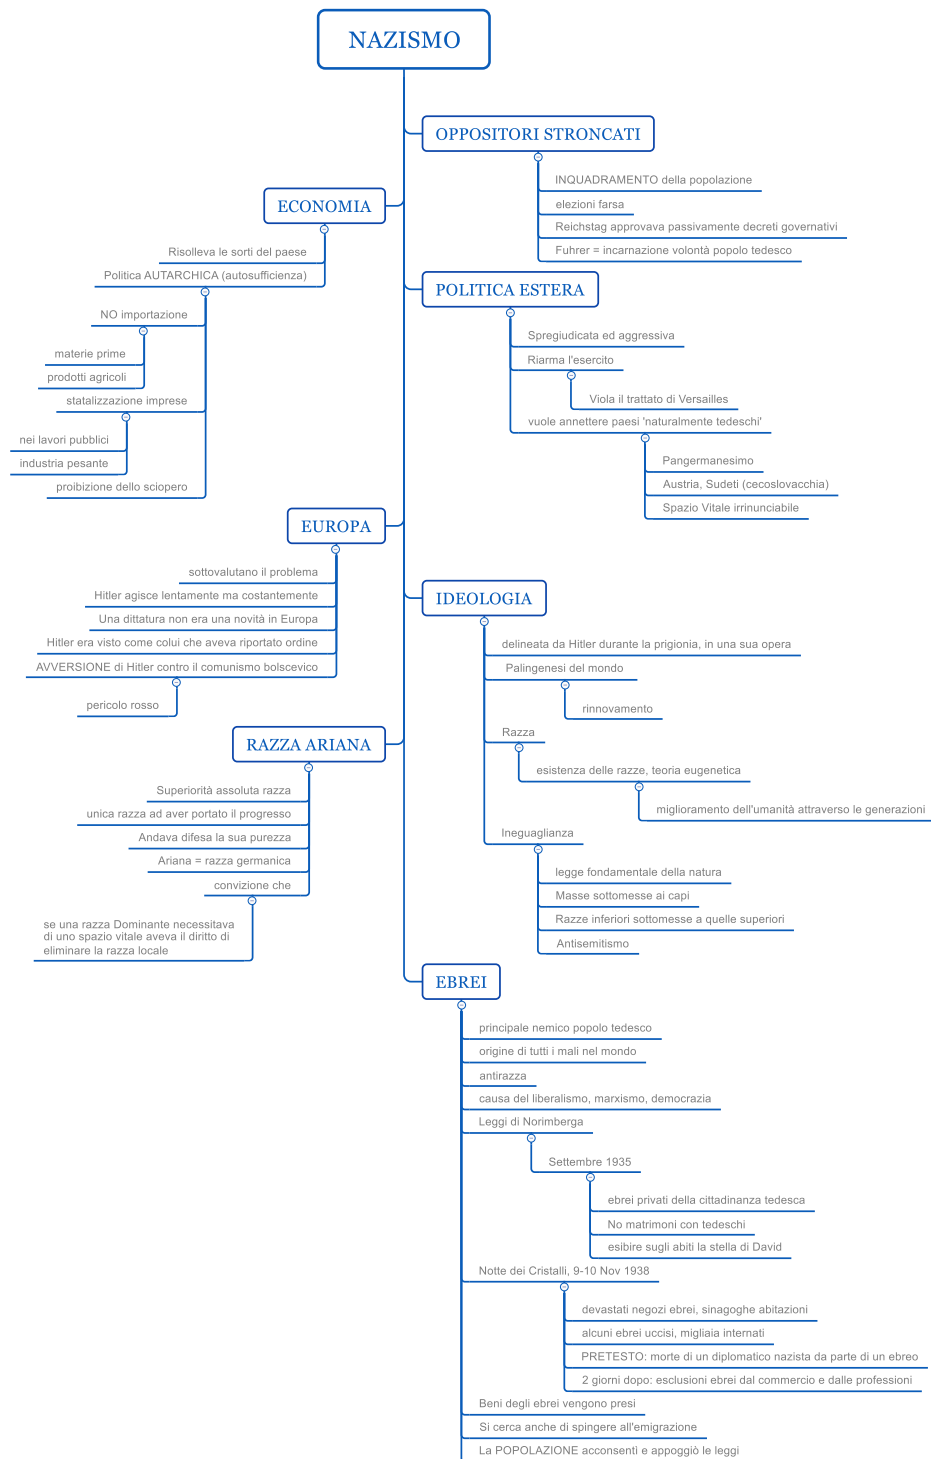 NAZISMO
OPPOSITORI STRONCATI
INQUADRAMENTO della popolazione
elezioni farsa
Reichstag approvava passivamente decreti governativi
Fuhrer = incarnazione volontà popolo tedesco
ECONOMIA
Risolleva le sorti del paese
Politica AUTARCHICA (autosufficienza)
NO importazione
materie prime
prodotti agricoli
statalizzazione imprese
nei lavori pubblici
industria pesante
proibizione dello sciopero
POLITICA ESTERA
Spregiudicata ed aggressiva
Riarma l'esercito
Viola il trattato di Versailles
vuole annettere paesi 'naturalmente tedeschi'
Pangermanesimo
Austria, Sudeti (cecoslovacchia)
Spazio Vitale irrinunciabile
EUROPA
sottovalutano il problema
Hitler agisce lentamente ma costantemente
Una dittatura non era una novità in Europa
Hitler era visto come colui che aveva riportato ordine
AVVERSIONE di Hitler contro il comunismo bolscevico
pericolo rosso
IDEOLOGIA
delineata da Hitler durante la prigionia, in una sua opera
Palingenesi del mondo
rinnovamento
Razza
esistenza delle razze, teoria eugenetica
miglioramento dell'umanità attraverso le generazioni
Ineguaglianza
legge fondamentale della natura
Masse sottomesse ai capi
Razze inferiori sottomesse a quelle superiori
Antisemitismo
RAZZA ARIANA
Superiorità assoluta razza
unica razza ad aver portato il progresso
Andava difesa la sua purezza
Ariana = razza germanica
convizione che
se una razza Dominante necessitava
di uno spazio vitale aveva il diritto di
eliminare la razza locale
EBREI
principale nemico popolo tedesco
origine di tutti i mali nel mondo
antirazza
causa del liberalismo, marxismo, democrazia
Leggi di Norimberga
Settembre 1935
ebrei privati della cittadinanza tedesca
No matrimoni con tedeschi
esibire sugli abiti la stella di David
Notte dei Cristalli, 9-10 Nov 1938
devastati negozi ebrei, sinagoghe abitazioni
alcuni ebrei uccisi, migliaia internati
PRETESTO: morte di un diplomatico nazista da parte di un ebreo
2 giorni dopo: esclusioni ebrei dal commercio e dalle professioni
Beni degli ebrei vengono presi
Si cerca anche di spingere all'emigrazione
La POPOLAZIONE acconsentì e appoggiò le leggi